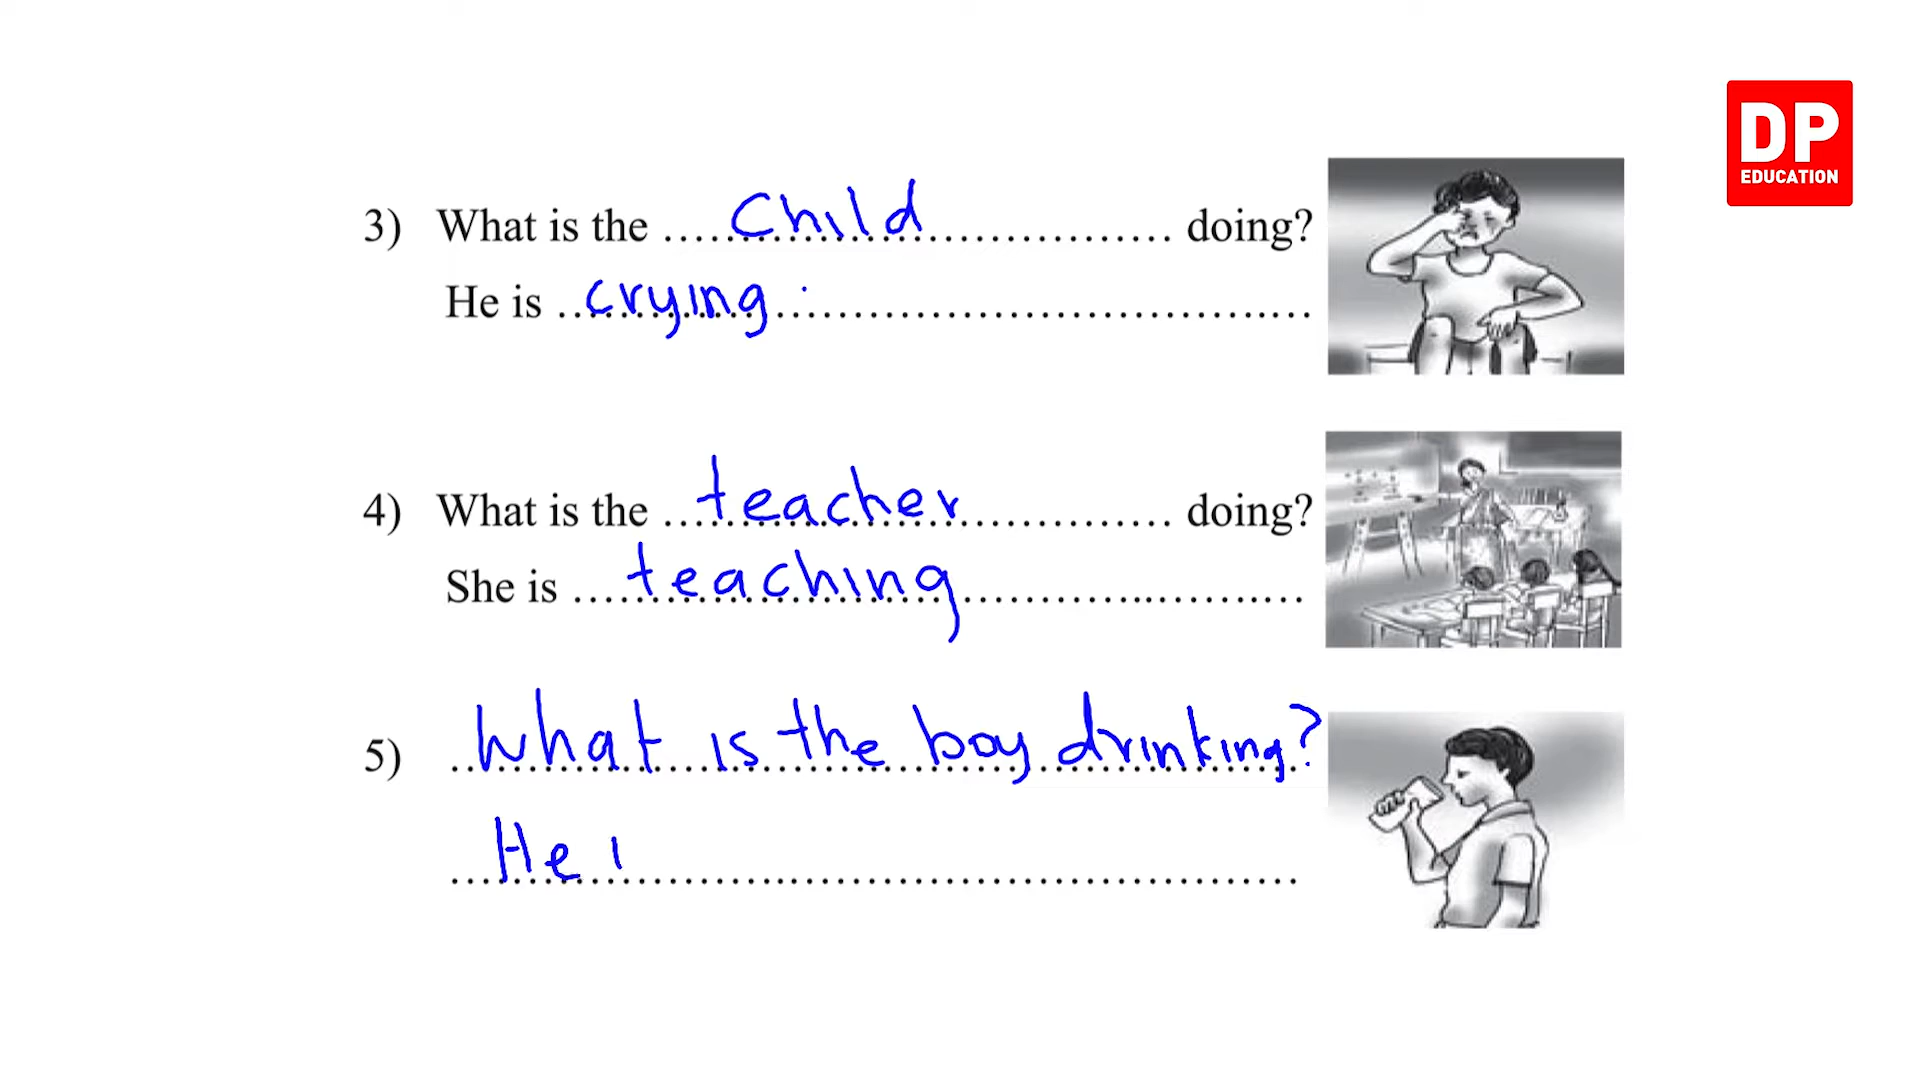 DP
EDUCATION
3) What is the ....Child.................... doing?
He is ..crying..............................
4) What is the ...teacher................ doing?
She is ...teaching..........................
5) What is the boy drinking?
He